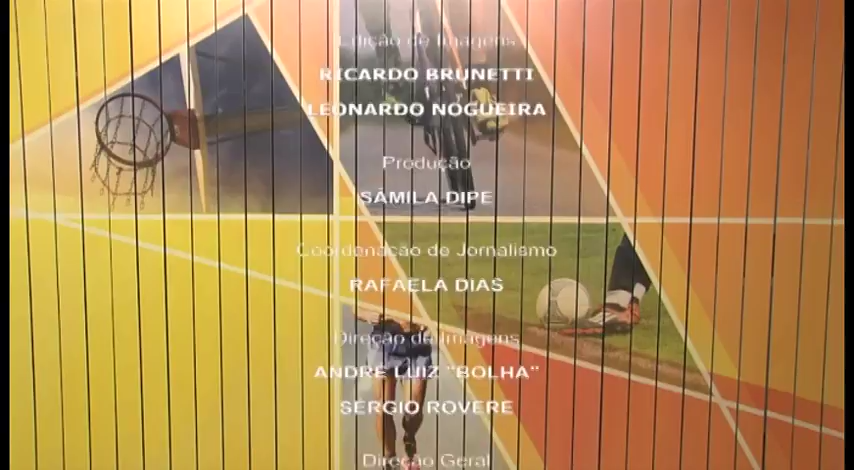 Edição de Imagens
RICARDO BRUNETTI
LEONARDO NOGUEIRA
Produção
SÂMILA DIPE
Coordenação de Jornalismo
RAFAELA DIAS
Direção de Imagens
ANDRÉ LUIZ "BOLHA"
SERGIO ROVERE
Direção Geral